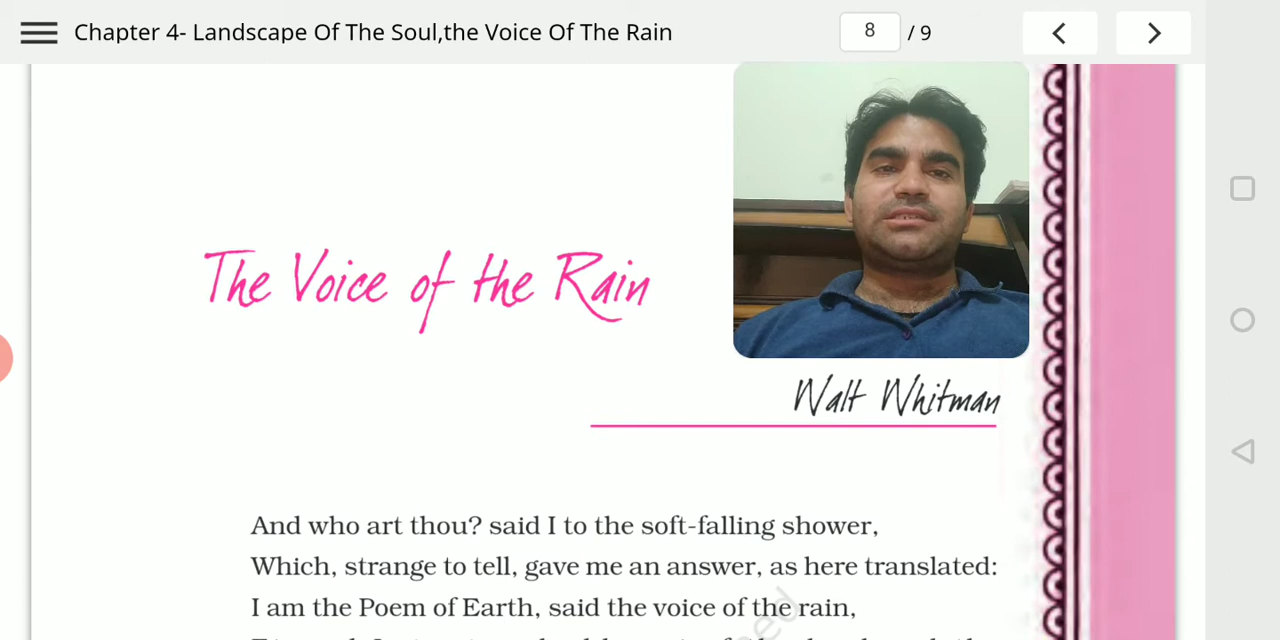 Chapter 4- Landscape Of The Soul,the Voice Of The Rain
8 / 9
The Voice of the Rain
Walt Whitman
And who art thou? said I to the soft-falling shower,
Which, strange to tell, gave me an answer, as here translated:
I am the Poem of Earth, said the voice of the rain,